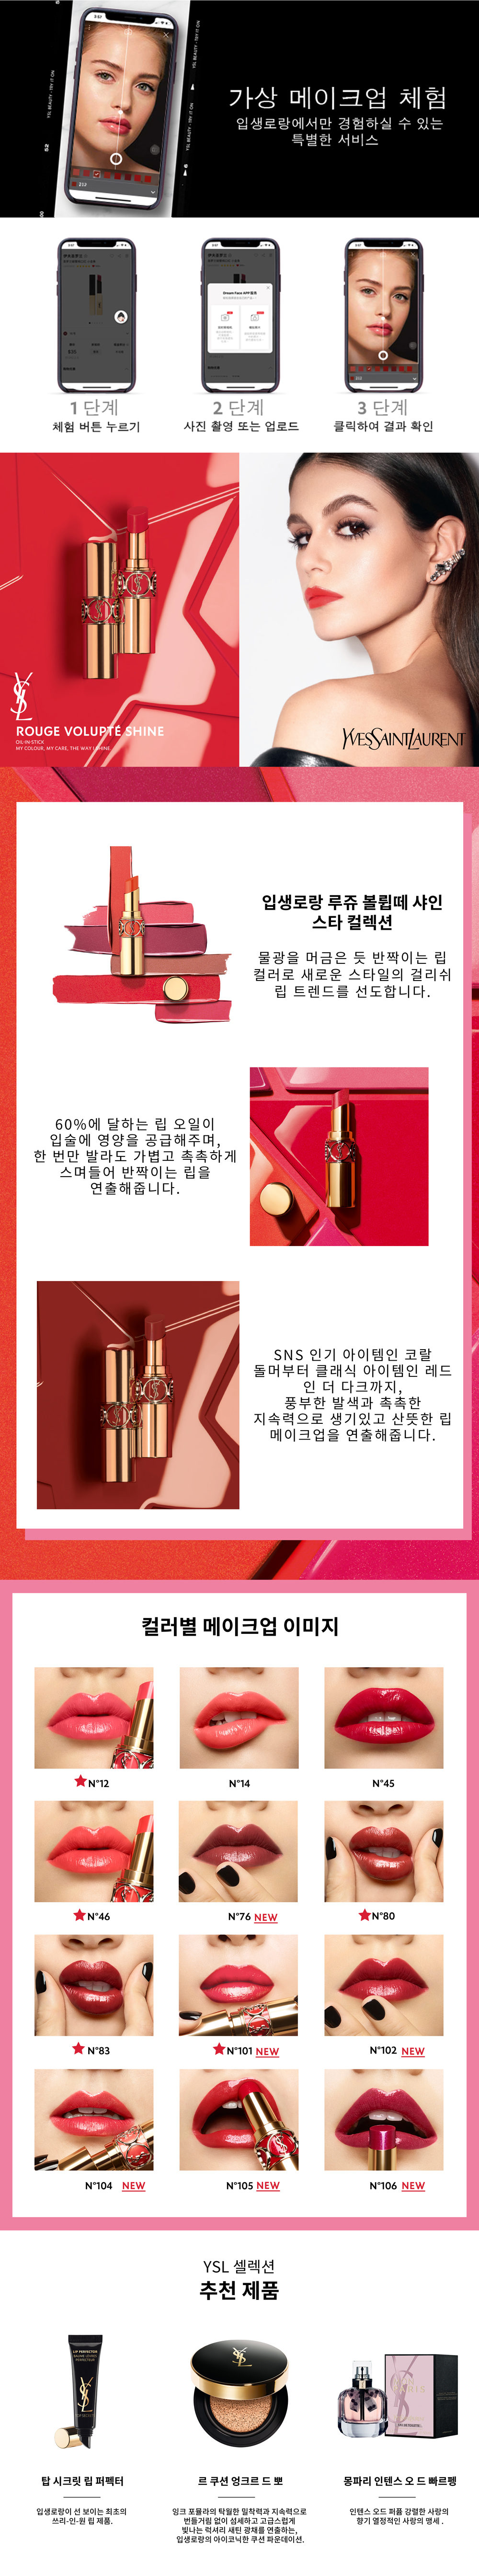 가상 메이크업 체험
입생로랑에서만 경험하실 수 있는
특별한 서비스
YSL BEAUTY - TRY IT ON
213
1 단계
체험 버튼 누르기
2 단계
사진 촬영 또는 업로드
3 단계
클릭하여 결과 확인
ROUGE VOLUPTÉ SHINE
OIL-IN-STICK
MY COLOUR, MY CARE, THE WAY I SHINE
YVESSAINTLAURENT
입생로랑 루쥬 볼륍떼 샤인
스타 컬렉션
물광을 머금은 듯 반짝이는 립
컬러로 새로운 스타일의 걸리쉬
립 트렌드를 선도합니다.
60%에 달하는 립 오일이
입술에 영양을 공급해주며,
한 번만 발라도 가볍고 촉촉하게
스며들어 반짝이는 립을
연출해줍니다.
SNS 인기 아이템인 코랄
돌머부터 클래식 아이템인 레드
인 더 다크까지,
풍부한 발색과 촉촉한
지속력으로 생기있고 산뜻한 립
메이크업을 연출해줍니다.
컬러별 메이크업 이미지
N°12
N°14
N°45
N°46
N°76 NEW
N°80
N°83
N°101 NEW
N°102 NEW
N°104 NEW
N°105 NEW
N°106 NEW
YSL 셀렉션
추천 제품
탑 시크릿 립 퍼펙터
입생로랑이 선 보이는 최초의
쓰리-인-원 립 제품.
르 쿠션 엉크르 드 뽀
잉크 포뮬라의 탁월한 밀착력과 지속력으로
번들거림 없이 섬세하고 고급스럽게
빛나는 럭셔리 새틴 광채를 연출하는,
입생로랑의 아이코닉한 쿠션 파운데이션.
몽파리 인텐스 오 드 빠르펭
인텐스 오드 퍼퓸 강렬한 사랑의
향기 열정적인 사랑의 맹세 .